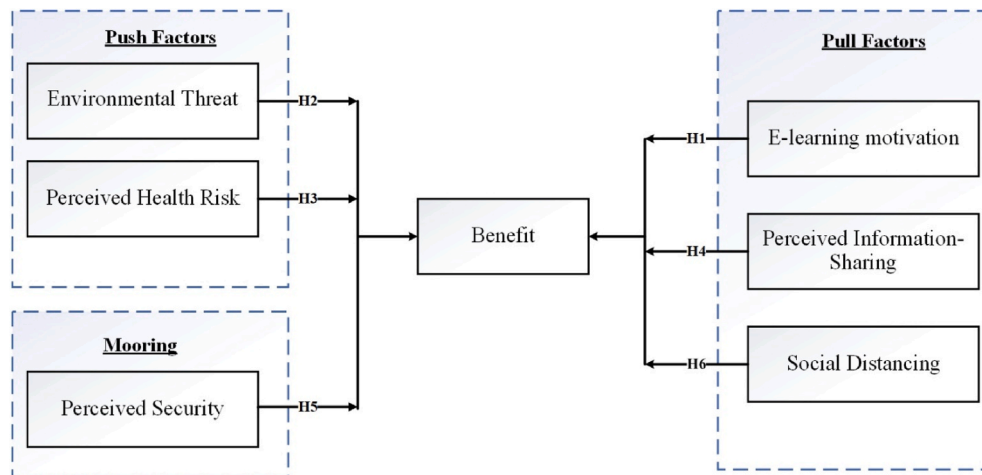 Push Factors
Environmental Threat
H2
Perceived Health Risk
H3
Mooring
Perceived Security
H5
Benefit
Pull Factors
H1
E-learning motivation
H4
Perceived Information-
Sharing
H6
Social Distancing